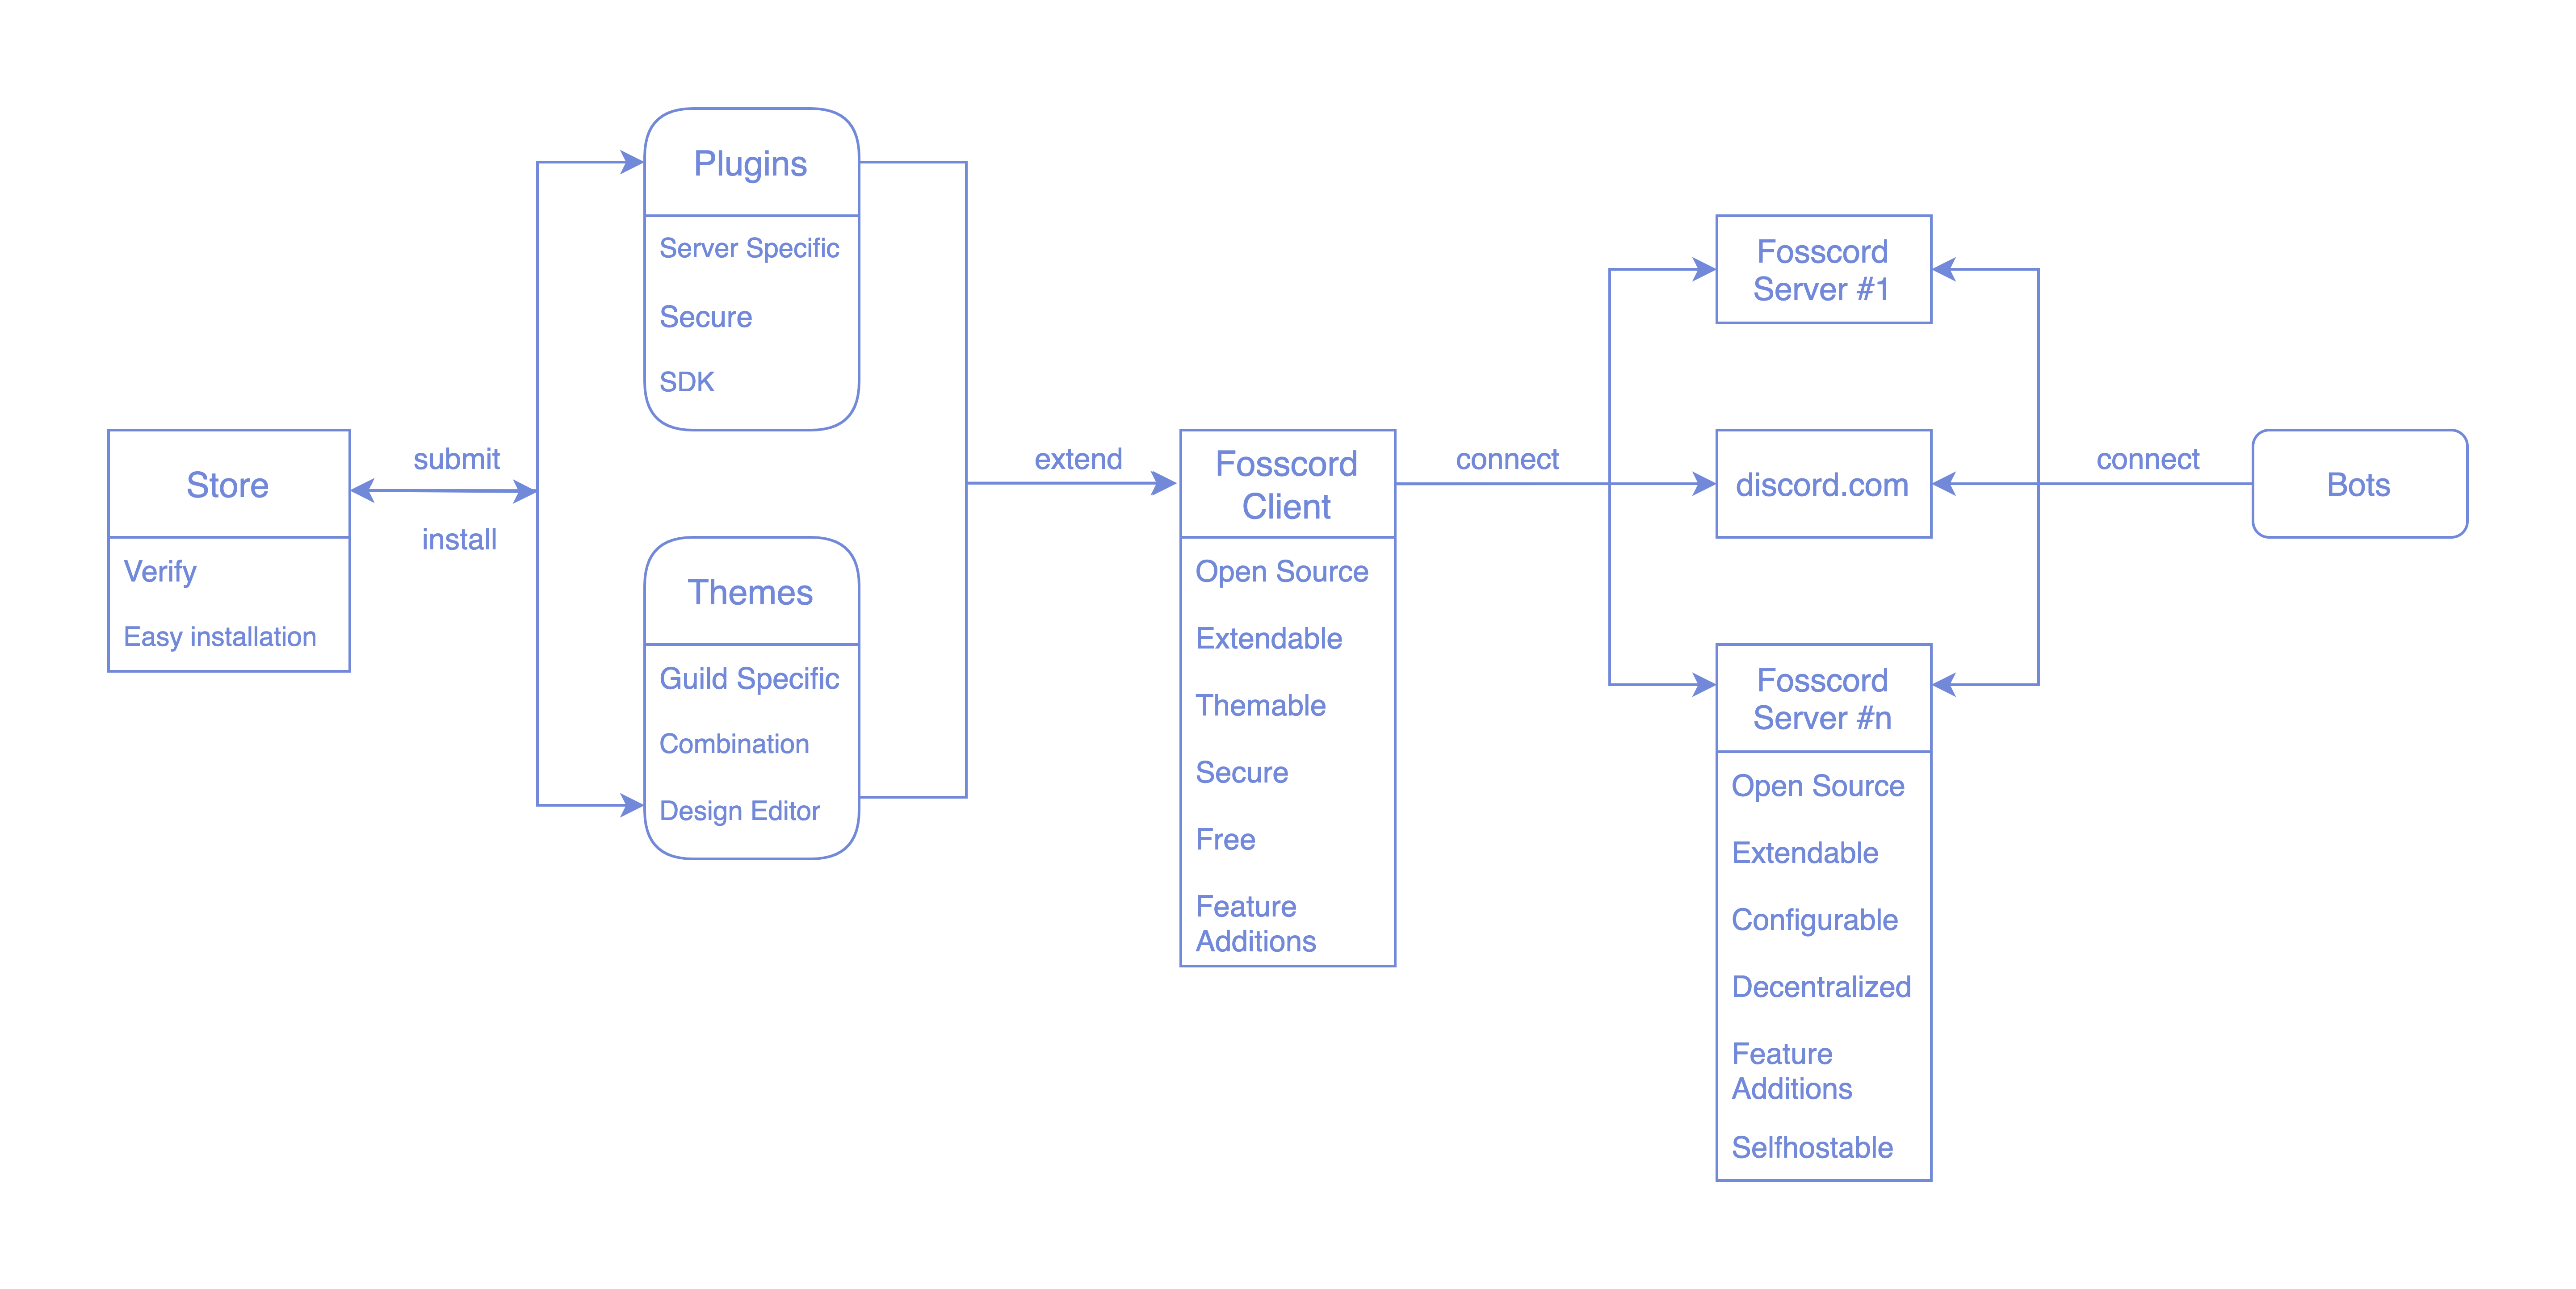 Plugins
Server Specific
Secure
SDK
Store
Verify
Easy installation
submit
install
Themes
Guild Specific
Combination
Design Editor
extend
Fosscord
Client
Open Source
Extendable
Themable
Secure
Free
Feature
Additions
connect
Fosscord
Server #1
discord.com
Fosscord
Server #n
Open Source
Extendable
Configurable
Decentralized
Feature
Additions
Selfhostable
connect
Bots